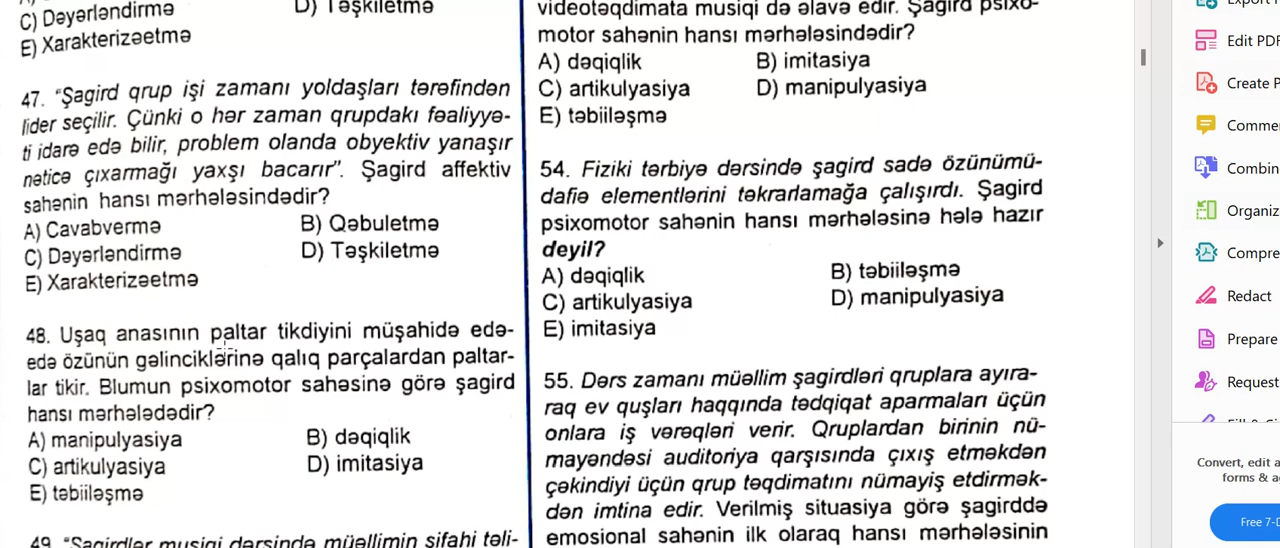 C) Dəyərləndirmə
D) Təşkiletmə
E) Xarakterizəetmə
47. “Şagird qrup işi zamanı yoldaşları tərəfindən
lider seçilir. Çünki o hər zaman qrupdakı fəaliyyə-
ti idarə edə bilir, problem olanda obyektiv yanaşır
nəticə çıxarmağı yaxşı bacarır”. Şagird affektiv
sahənin hansı mərhələsindədir?
A) Cavabvermə
B) Qəbuletmə
C) Dəyərləndirmə
D) Təşkiletmə
E) Xarakterizəetmə
48. Uşaq anasının paltar tikdiyini müşahidə edə-
edə özünün gəlinciklərinə qalıq parçalardan paltar-
lar tikir. Blumun psixomotor sahəsinə görə şagird
hansı mərhələdədir?
A) manipulyasiya
B) dəqiqlik
C) artikulyasiya
D) imitasiya
E) təbiiləşmə
49. “Şagirdlər musiqi dərsində müəllimin şifahi təli-
videotəqdimata musiqi də əlavə edir. Şagird psixo-
motor sahənin hansı mərhələsindədir?
A) dəqiqlik
B) imitasiya
C) artikulyasiya
D) manipulyasiya
E) təbiiləşmə
54. Fiziki tərbiyə dərsində şagird sadə özünümü-
dafiə elementlərini təkrarlamağa çalışırdı. Şagird
psixomotor sahənin hansı mərhələsinə hələ hazır
deyil?
A) dəqiqlik
B) təbiiləşmə
C) artikulyasiya
D) manipulyasiya
E) imitasiya
55. Dərs zamanı müəllim şagirdləri qruplara ayıra-
raq ev quşları haqqında tədqiqat aparmaları üçün
onlara iş vərəqləri verir. Qruplardan birinin nü-
mayəndəsi auditoriya qarşısında çıxış etməkdən
çəkindiyi üçün qrup təqdimatını nümayiş etdirmək-
dən imtina edir. Verilmiş situasiya görə şagirddə
emosional sahənin ilk olaraq hansı mərhələsinin
Export
Edit PDF
Create P
Comme
Combin
Organiz
Compre
Redact
Prepare
Request
Convert, edit a
forms & a
Free 7-D